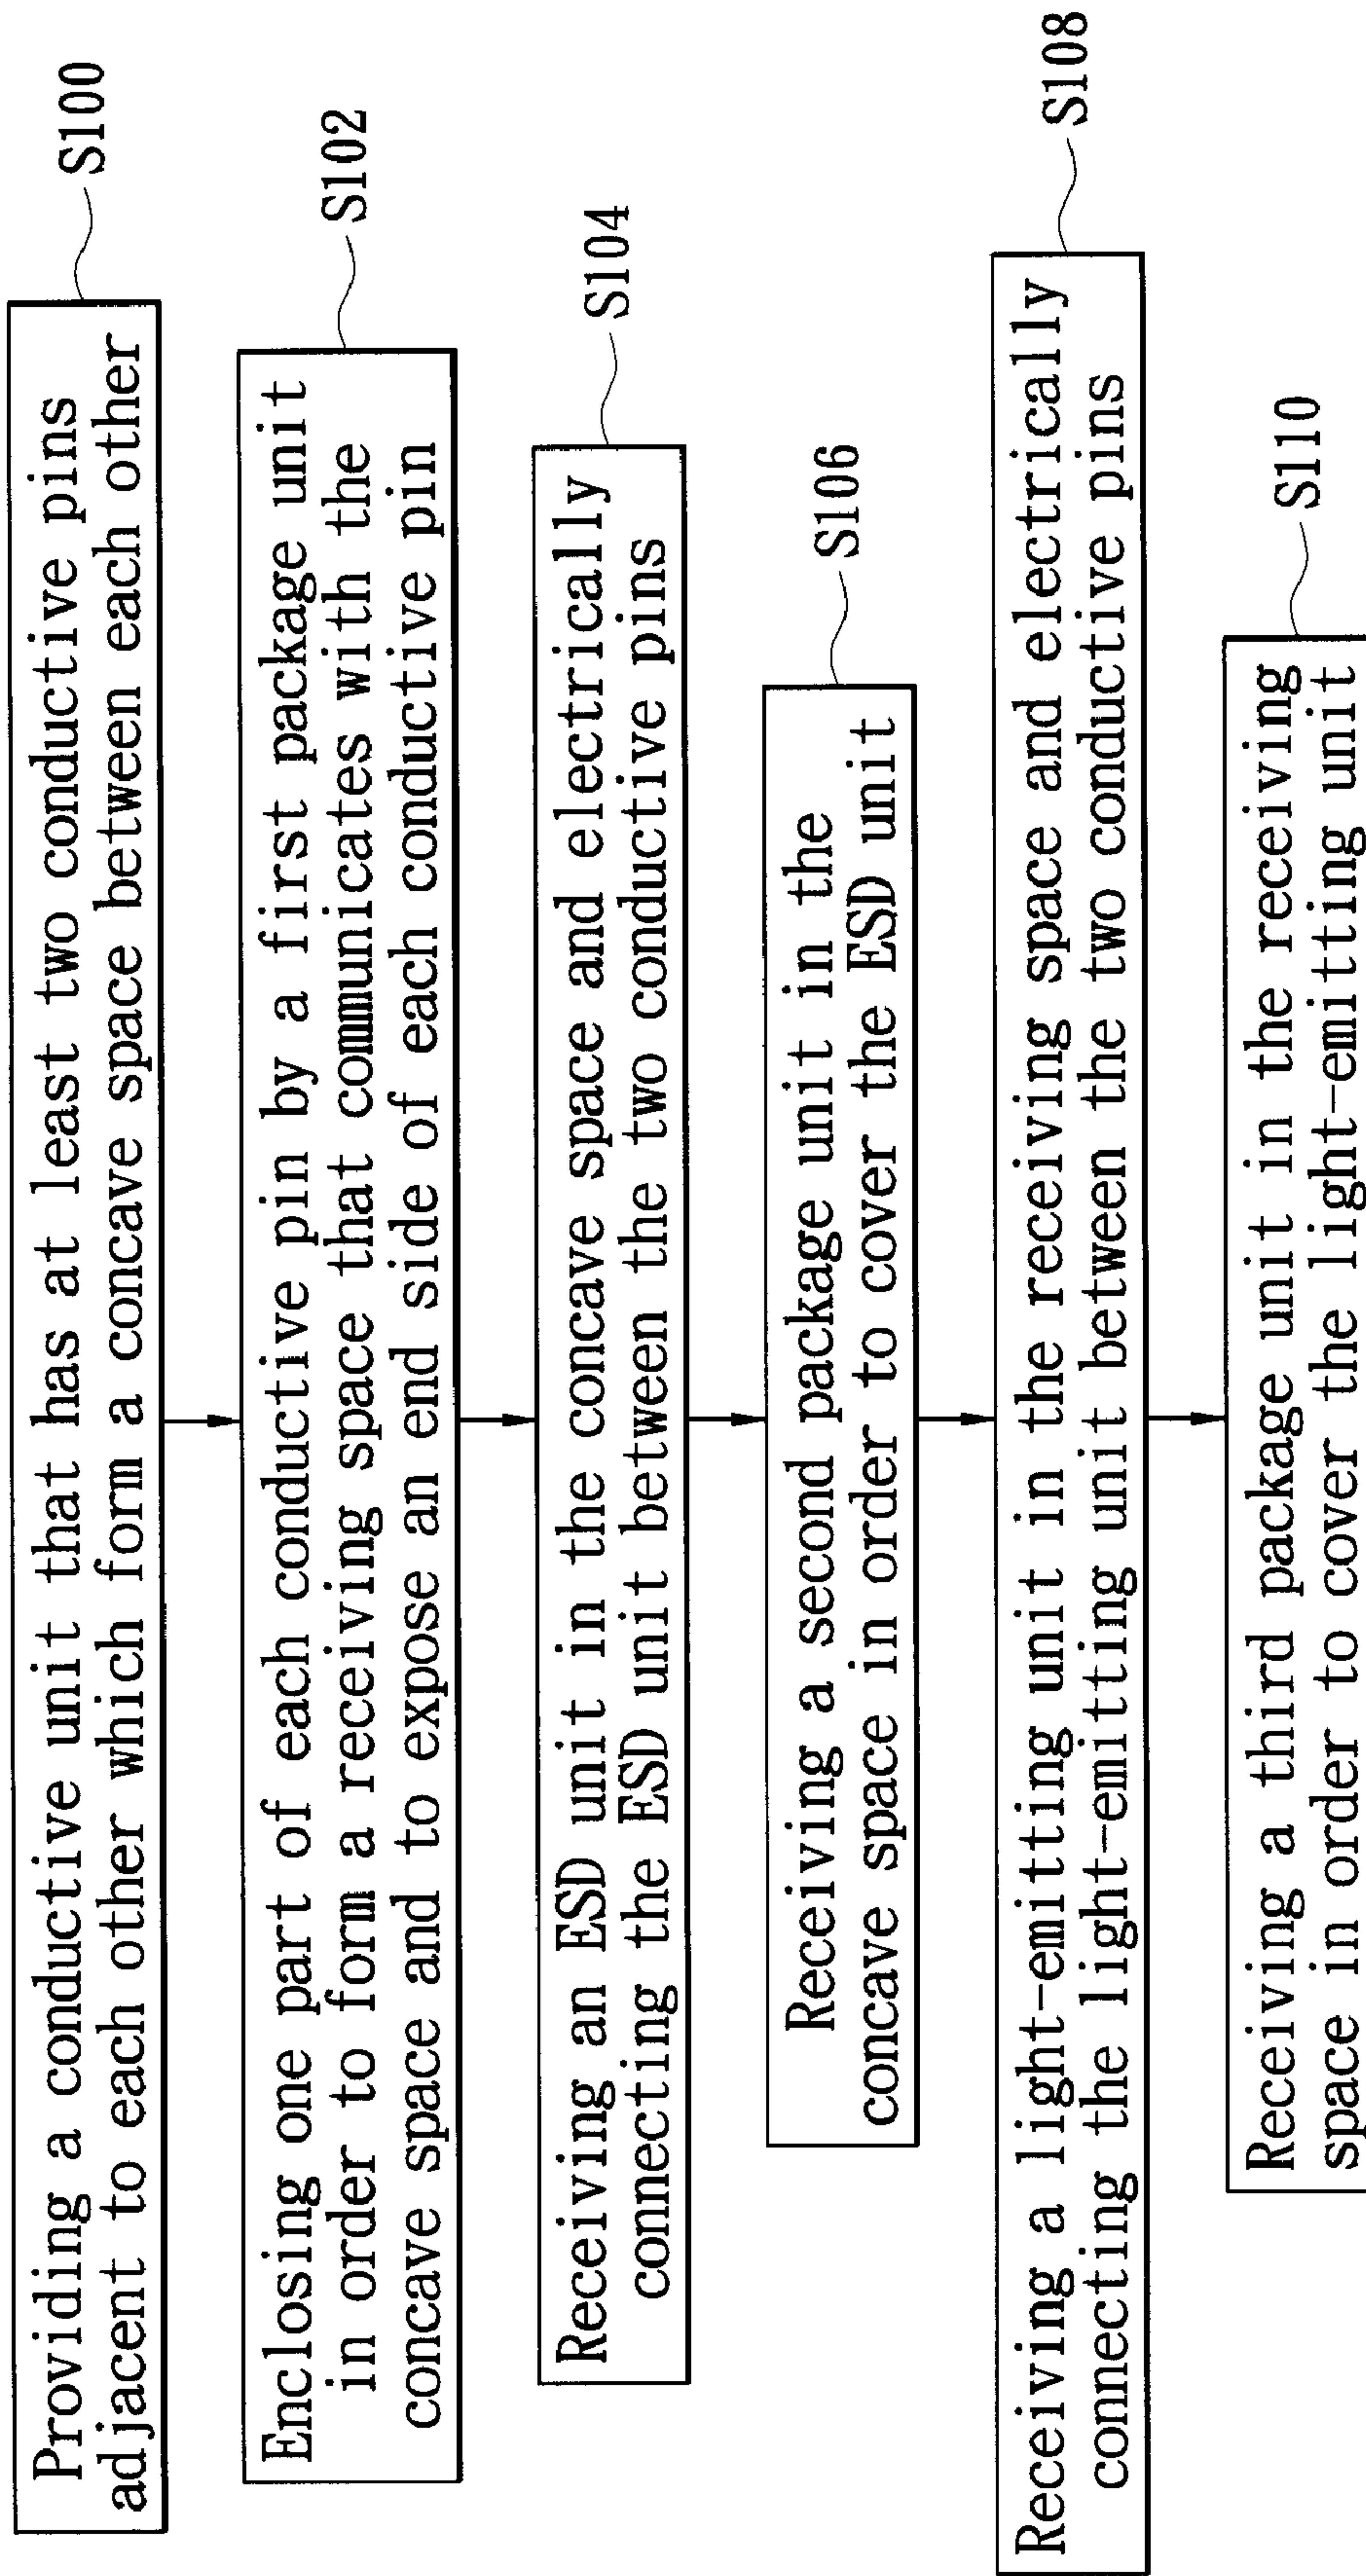 Providing a conductive unit that has at least two conductive pins
adjacent to each other which form a concave space between each other
S100
Enclosing one part of each conductive pin by a first package unit
in order to form a receiving space that communicates with the
concave space and to expose an end side of each conductive pin
S102
Receiving an ESD unit in the concave space and electrically
connecting the ESD unit between the two conductive pins
S104
Receiving a second package unit in the
concave space in order to cover the ESD unit
S106
Receiving a light-emitting unit in the receiving space and electrically
connecting the light-emitting unit between the two conductive pins
S108
Receiving a third package unit in the receiving
space in order to cover the light-emitting unit
S110